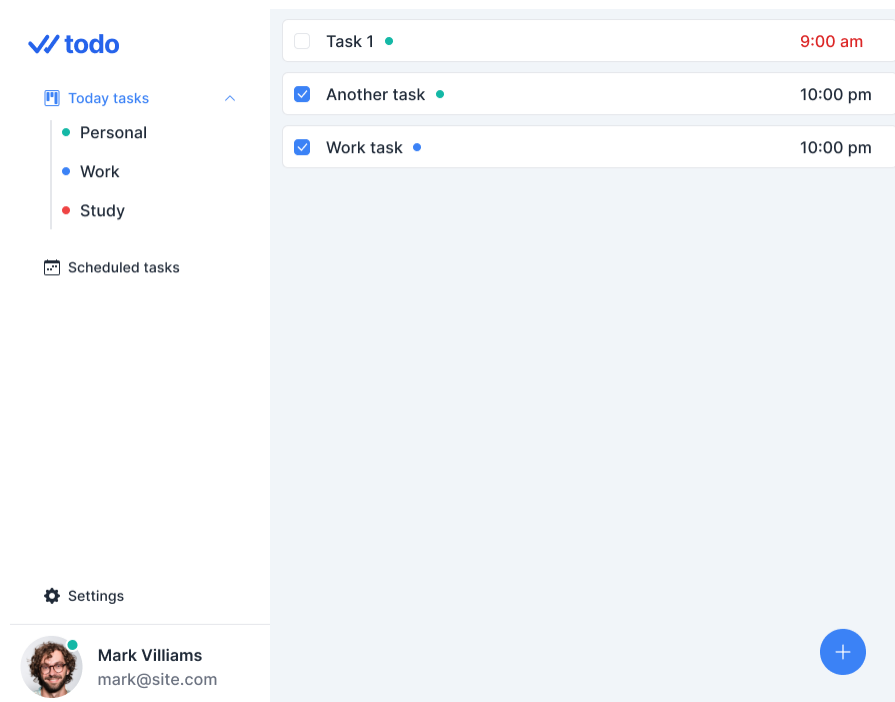 todo
Today tasks
Personal
Work
Study
Scheduled tasks
Settings
Mark Villiams
mark@site.com
Task 1 9:00 am
Another task 10:00 pm
Work task 10:00 pm